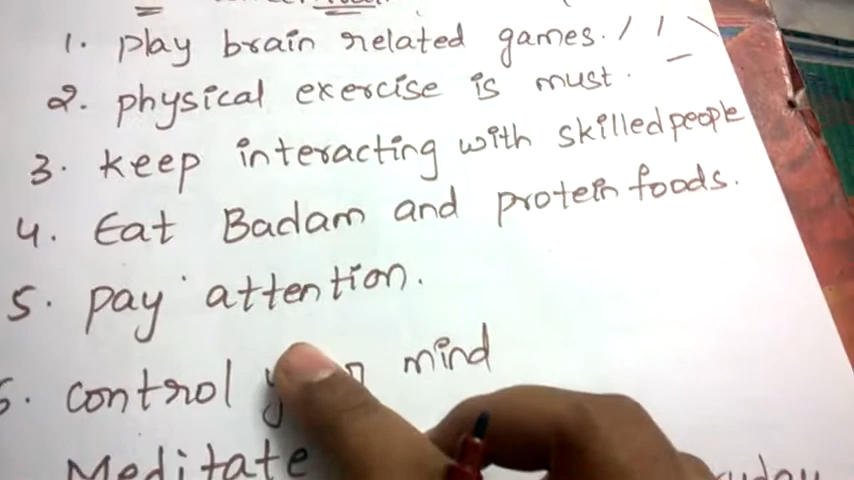 1. play brain related games.
2. physical exercise is must.
3. keep interacting with skilled people
4. Eat Badam and protein foods.
5. pay attention.
6. control mind
Meditate